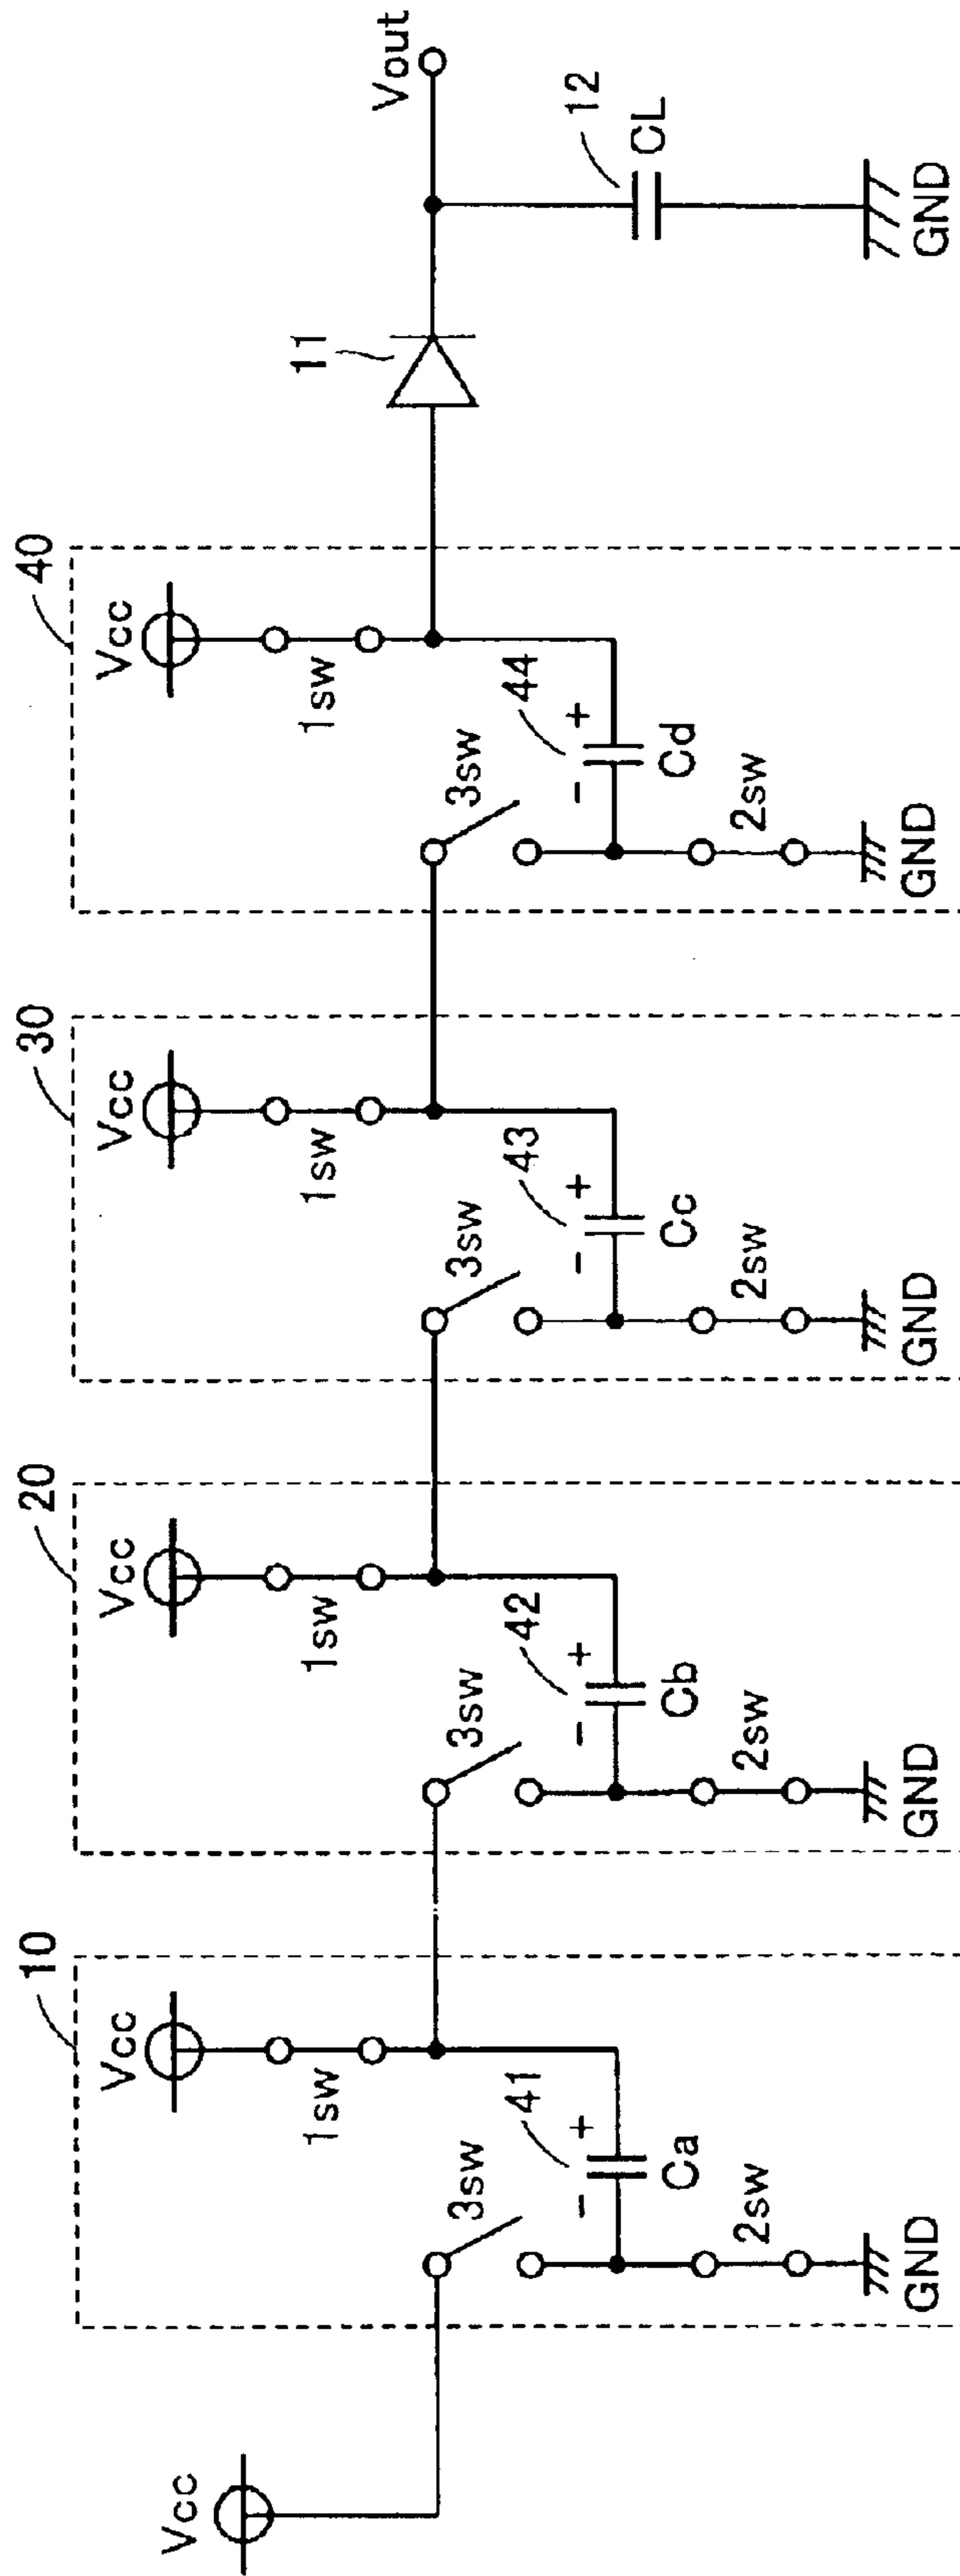 Vcc
10
Vcc
1sw
3sw
41
- +
Ca
2sw
GND
20
Vcc
1sw
3sw
42
- +
Cb
2sw
GND
30
Vcc
1sw
3sw
43
- +
Cc
2sw
GND
40
Vcc
1sw
3sw
44
- +
Cd
2sw
GND
11
Vout
12
CL
GND